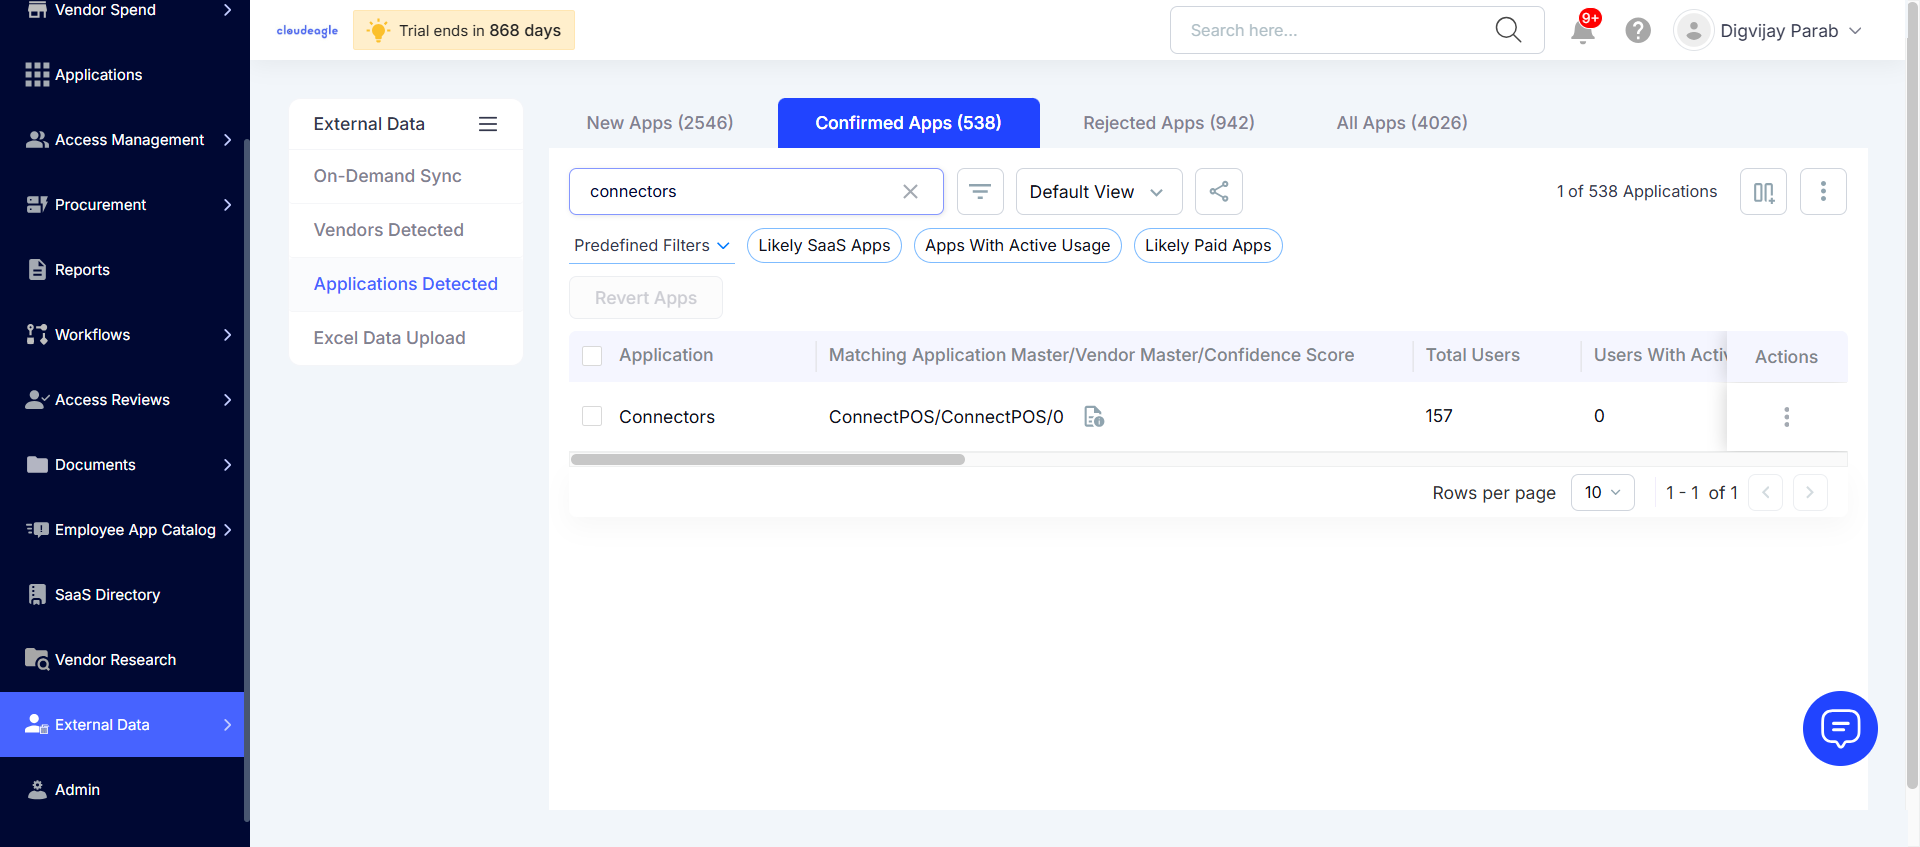 Vendor Spend
Applications
Access Management
Procurement
Reports
Workflows
Access Reviews
Documents
Employee App Catalog
SaaS Directory
Vendor Research
External Data
Admin
cloudeagle
Trial ends in 868 days
Search here...
9+
Digvijay Parab
External Data
On-Demand Sync
Vendors Detected
Applications Detected
Excel Data Upload
New Apps (2546)
Confirmed Apps (538)
Rejected Apps (942)
All Apps (4026)
connectors
Default View
1 of 538 Applications
Predefined Filters
Likely SaaS Apps
Apps With Active Usage
Likely Paid Apps
Revert Apps
Application
Matching Application Master/Vendor Master/Confidence Score
Total Users
Users With Activ
Actions
Connectors
ConnectPOS/ConnectPOS/0
157
0
Rows per page
10
1 - 1 of 1